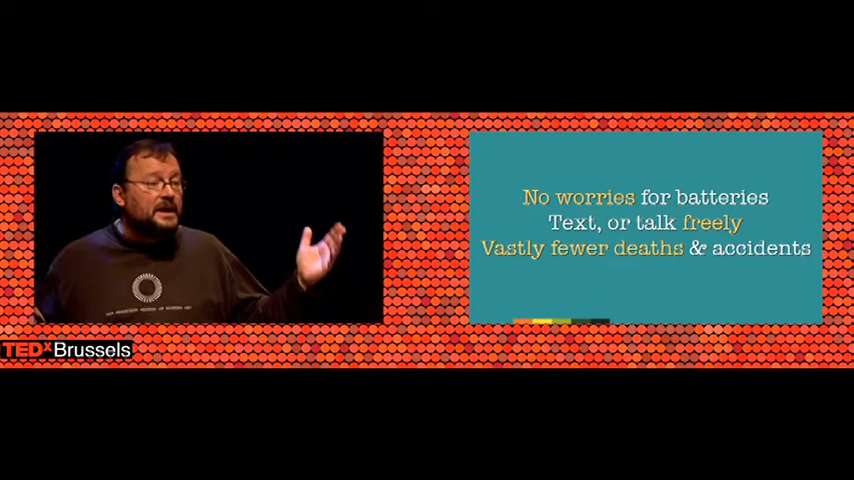 No worries for batteries
Text, or talk freely
Vastly fewer deaths & accidents
TEDxBrussels